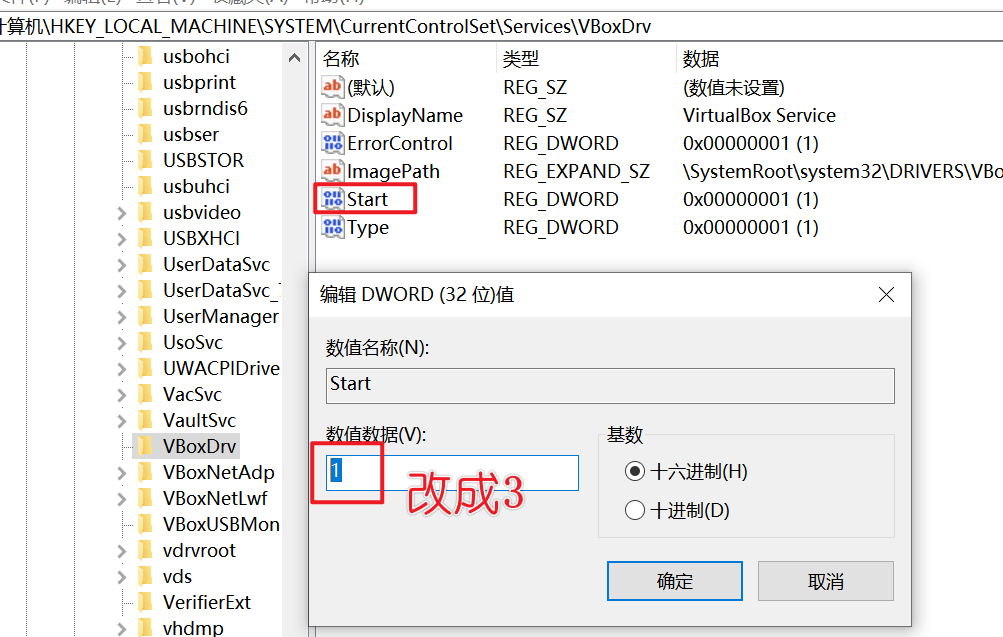 计算机\HKEY_LOCAL_MACHINE\SYSTEM\CurrentControlSet\Services\VBoxDrv
usbohci
usbprint
usbrndis6
usbser
USBSTOR
usbuhci
usbvideo
USBXHCI
UserDataSvc
UserDataSvc_
UserManager
UsoSvc
UWACPIDrive
VacSvc
VaultSvc
VBoxDrv
VBoxNetAdp
VBoxNetLwf
VBoxUSBMon
vdrvroot
vds
VerifierExt
vhdmp
名称 类型 数据
ab (默认) REG_SZ (数值未设置)
ab DisplayName REG_SZ VirtualBox Service
ErrorControl REG_DWORD 0x00000001 (1)
ab ImagePath REG_EXPAND_SZ \SystemRoot\system32\DRIVERS\VBo
Start REG_DWORD 0x00000001 (1)
Type REG_DWORD 0x00000001 (1)
编辑 DWORD (32 位)值
数值名称(N):
Start
数值数据(V):
1
改成3
基数
十六进制(H)
十进制(D)
确定
取消